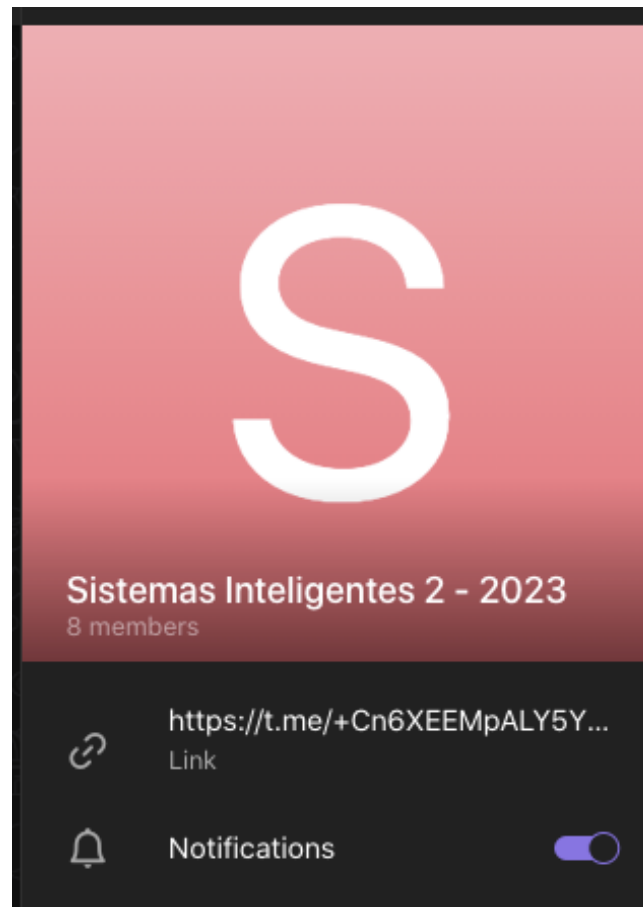 S
Sistemas Inteligentes 2 - 2023
8 members
https://t.me/+Cn6XEEMpALY5Y...
Link
Notifications